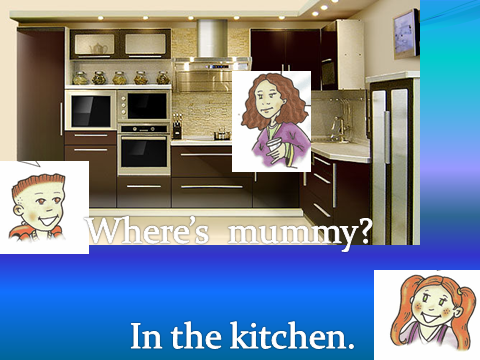 Where's mummy?
In the kitchen.